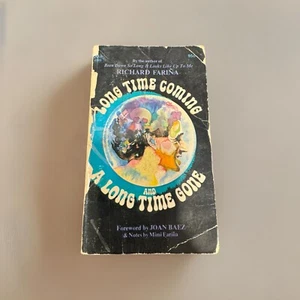 By the author of
Been Down So Long It Looks Like Up To Me
RICHARD FARIÑA
LONG TIME COMING
AND
A LONG TIME GONE
Foreword by JOAN BAEZ
& Notes by Mimi Fariña